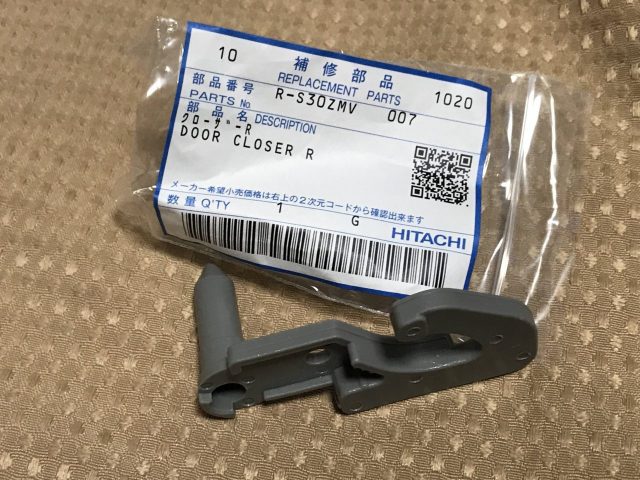 10 補修部品 1020
REPLACEMENT PARTS
部品番号 R-S30ZMV 007
PARTS No
部品名 DESCRIPTION
クローザーR
DOOR CLOSER R
メーカー希望小売価格は右上の2次元コードから確認出来ます
数量 Q'TY 1 G
HITACHI